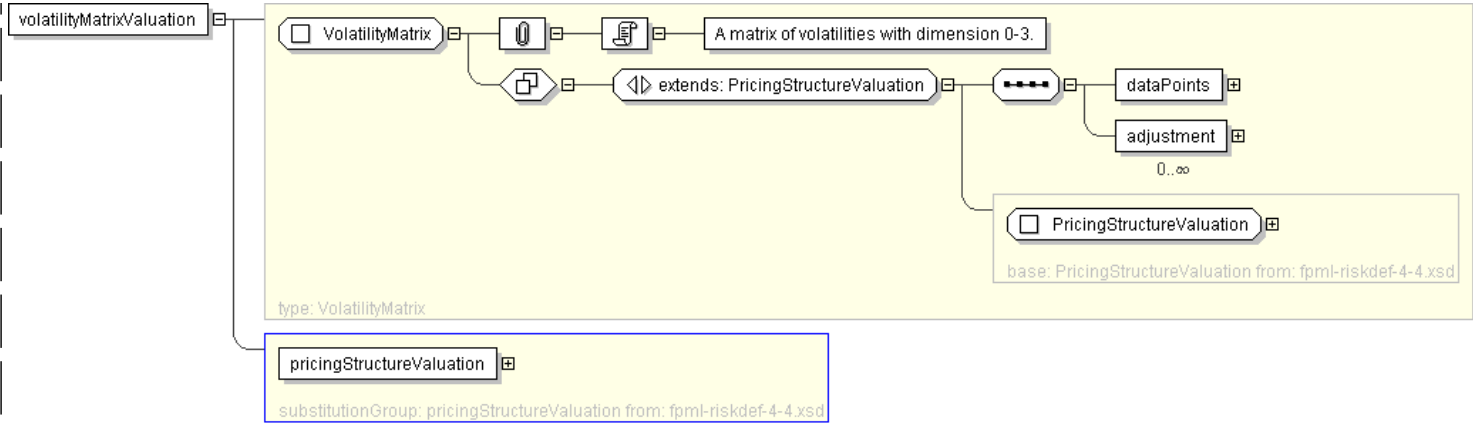 volatilityMatrixValuation
VolatilityMatrix
A matrix of volatilities with dimension 0-3.
extends: PricingStructureValuation
dataPoints
adjustment
0..∞
PricingStructureValuation
base: PricingStructureValuation from: fpml-riskdef-4-4.xsd
type: VolatilityMatrix
pricingStructureValuation
substitutionGroup: pricingStructureValuation from: fpml-riskdef-4-4.xsd